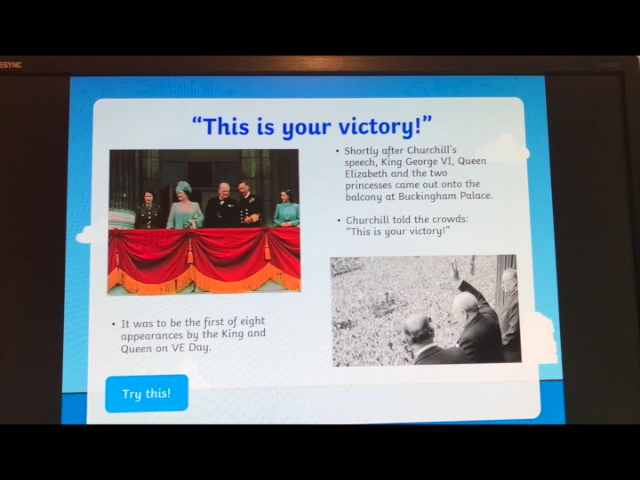 ESYNC
“This is your victory!”
• Shortly after Churchill's
speech, King George VI, Queen
Elizabeth and the two
princesses came out onto the
balcony at Buckingham Palace.
• Churchill told the crowds:
“This is your victory!”
• It was to be the first of eight
appearances by the King and
Queen on VE Day.
Try this!